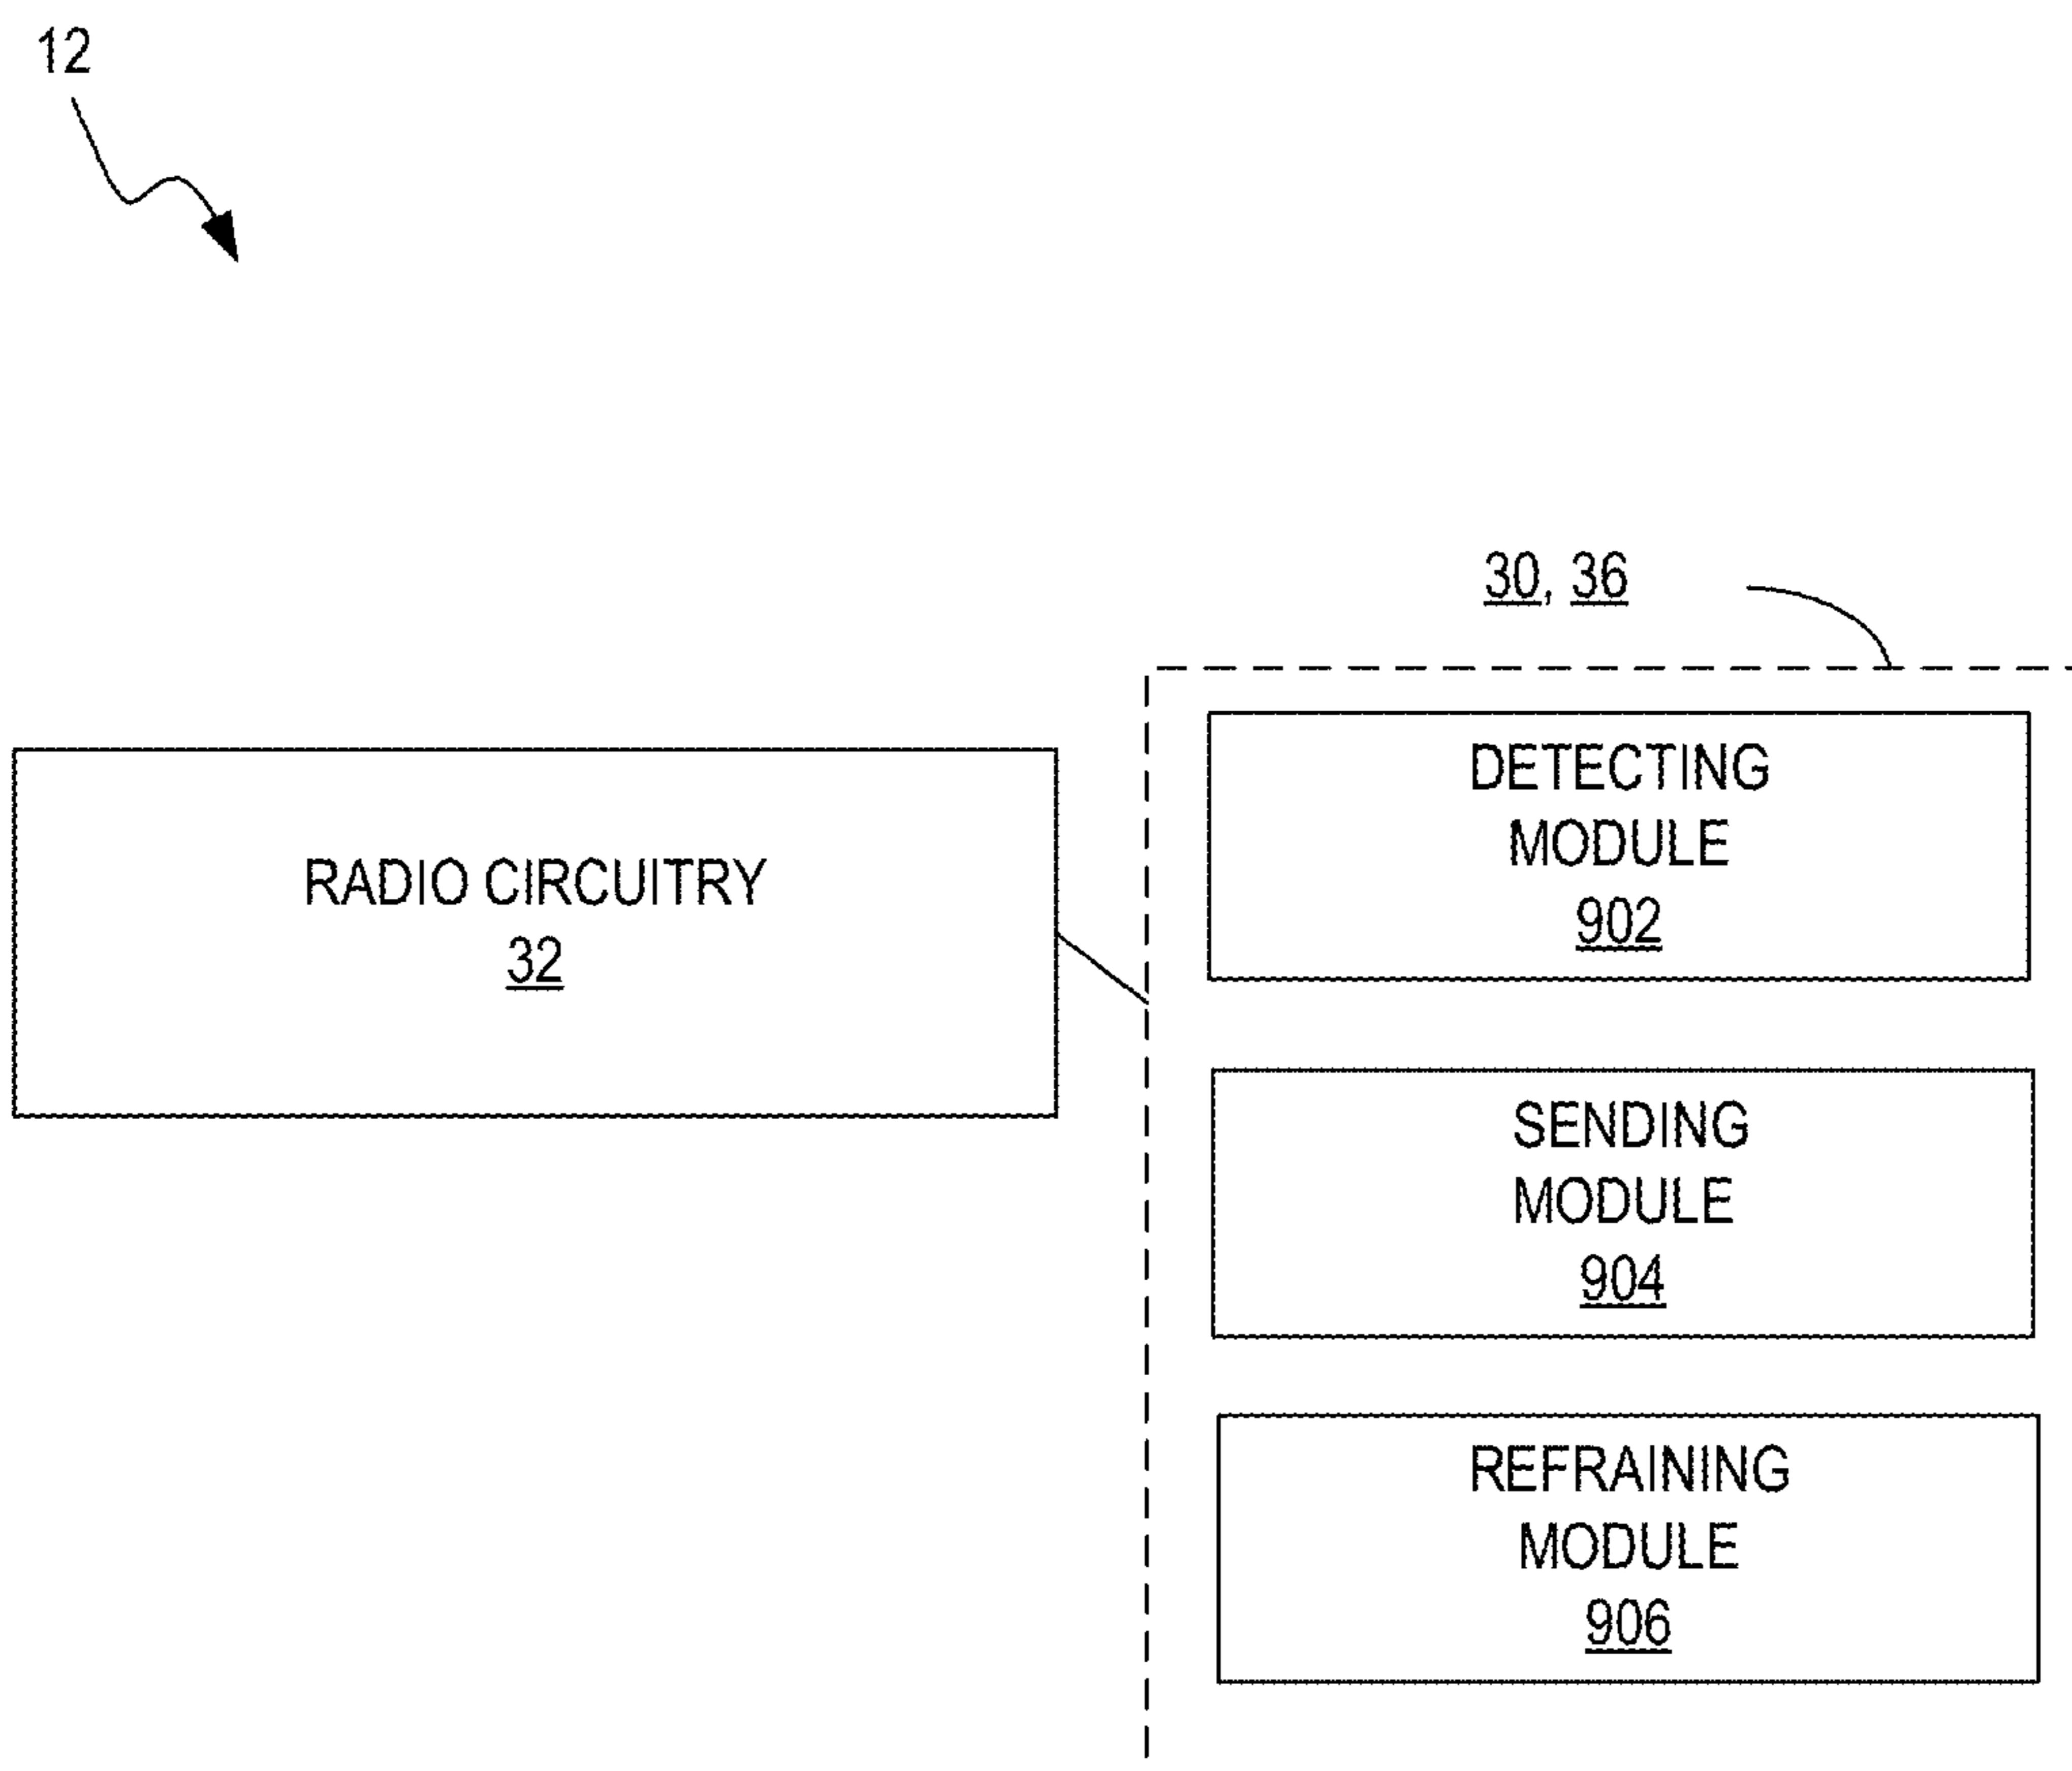 12
30, 36
RADIO CIRCUITRY
32
DETECTING
MODULE
902
SENDING
MODULE
904
REFRAINING
MODULE
906